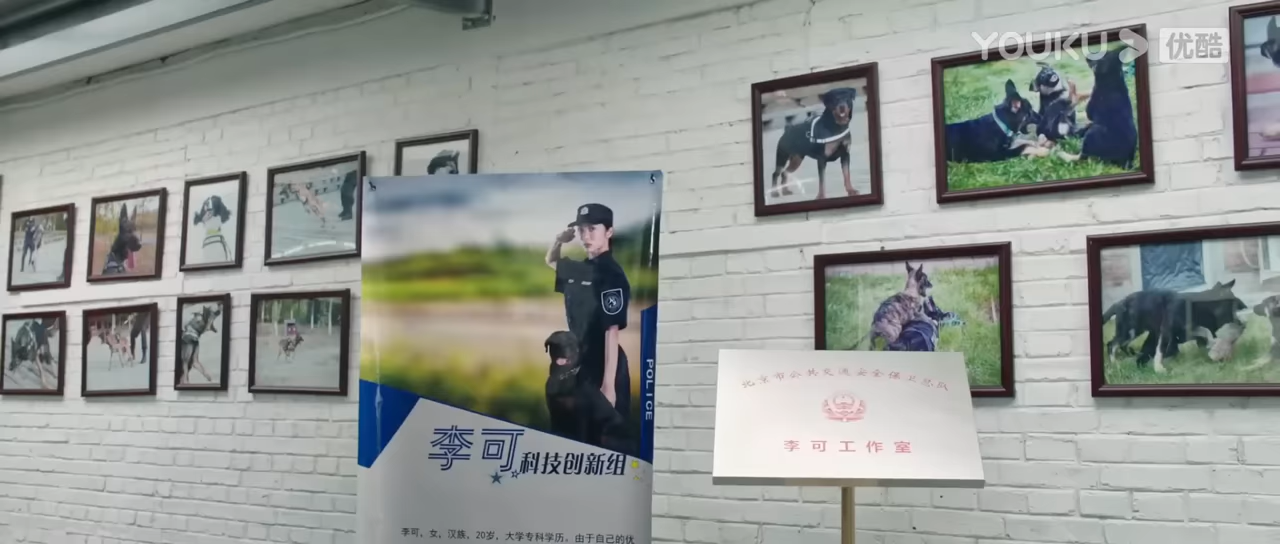 YOUKU 优酷
POLICE
李可科技创新组
李可，女，汉族，20岁，大学专科学历，由于自己的优
北京市公共交通安全保卫总队
李可工作室